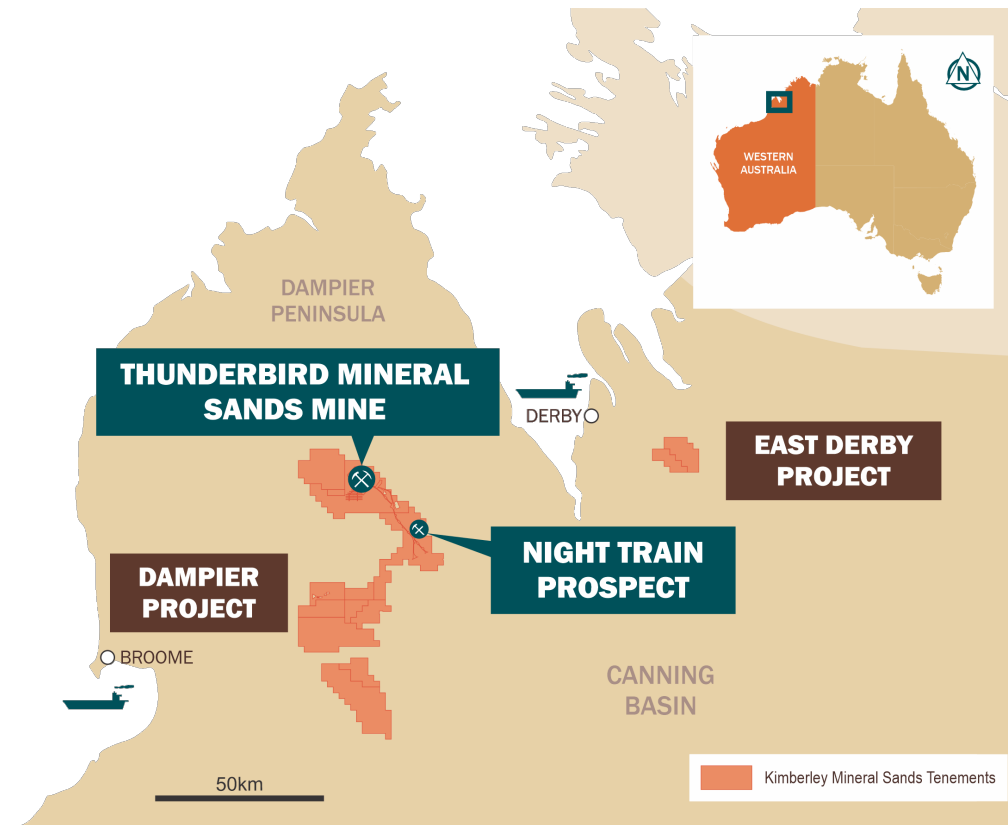 N
WESTERN
AUSTRALIA
DAMPIER
PENINSULA
THUNDERBIRD MINERAL
SANDS MINE
DERBY
EAST DERBY
PROJECT
NIGHT TRAIN
PROSPECT
DAMPIER
PROJECT
BROOME
CANNING
BASIN
50km
Kimberley Mineral Sands Tenements